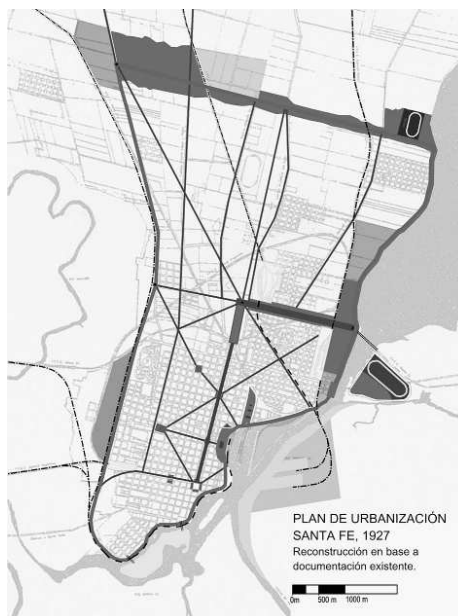 PLAN DE URBANIZACIÓN
SANTA FE, 1927
Reconstrucción en base a
documentación existente.
0m 500 m 1000 m